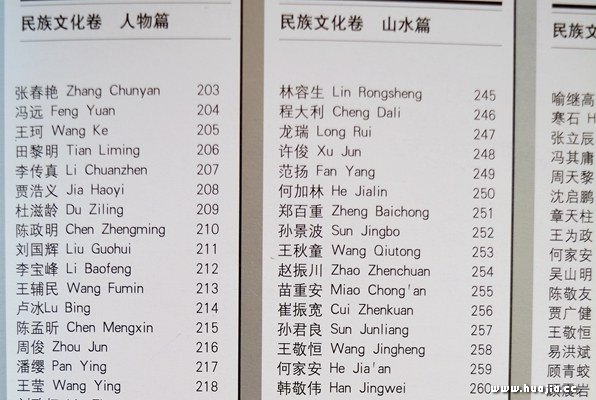 民族文化卷 人物篇
张春艳 Zhang Chunyan 203
冯远 Feng Yuan 204
王珂 Wang Ke 205
田黎明 Tian Liming 206
李传真 Li Chuanzhen 207
贾浩义 Jia Haoyi 208
杜滋龄 Du Ziling 209
陈政明 Chen Zhengming 210
刘国辉 Liu Guohui 211
李宝峰 Li Baofeng 212
王辅民 Wang Fumin 213
卢冰Lu Bing 214
陈孟昕 Chen Mengxin 215
周俊 Zhou Jun 216
潘缨 Pan Ying 217
王莹 Wang Ying 218
民族文化卷 山水篇
林容生 Lin Rongsheng 245
程大利 Cheng Dali 246
龙瑞 Long Rui 247
许俊 Xu Jun 248
范扬 Fan Yang 249
何加林 He Jialin 250
郑百重 Zheng Baichong 251
孙景波 Sun Jingbo 252
王秋童 Wang Qiutong 253
赵振川 Zhao Zhenchuan 254
苗重安 Miao Chong'an 255
崔振宽 Cui Zhenkuan 256
孙君良 Sun Junliang 257
王敬恒 Wang Jingheng 258
何家安 He Jia'an 259
韩敬伟 Han Jingwei 260
民族文
喻继高
寒石 H
张立辰
冯其庸
周天黎
沈启鹏
章天柱
王为政
何家安
吴山明
陈敬友
贾广健
王敬恒
易洪斌
顾青蛟
www.huajia.cc